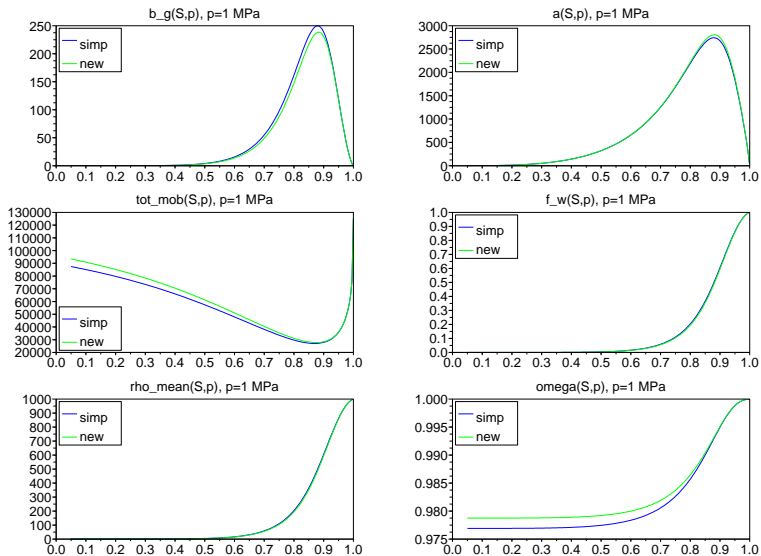 b_g(S,p), p=1 MPa
250
200
150
100
50
0
simp
new
0.0 0.1 0.2 0.3 0.4 0.5 0.6 0.7 0.8 0.9 1.0
a(S,p), p=1 MPa
3000
2500
2000
1500
1000
500
0
simp
new
0.0 0.1 0.2 0.3 0.4 0.5 0.6 0.7 0.8 0.9 1.0
tot_mob(S,p), p=1 MPa
130000
120000
110000
100000
90000
80000
70000
60000
50000
40000
30000
20000
simp
new
0.0 0.1 0.2 0.3 0.4 0.5 0.6 0.7 0.8 0.9 1.0
f_w(S,p), p=1 MPa
1.0
0.9
0.8
0.7
0.6
0.5
0.4
0.3
0.2
0.1
0.0
simp
new
0.0 0.1 0.2 0.3 0.4 0.5 0.6 0.7 0.8 0.9 1.0
rho_mean(S,p), p=1 MPa
1000
900
800
700
600
500
400
300
200
100
0
simp
new
0.0 0.1 0.2 0.3 0.4 0.5 0.6 0.7 0.8 0.9 1.0
omega(S,p), p=1 MPa
1.000
0.995
0.990
0.985
0.980
0.975
simp
new
0.0 0.1 0.2 0.3 0.4 0.5 0.6 0.7 0.8 0.9 1.0